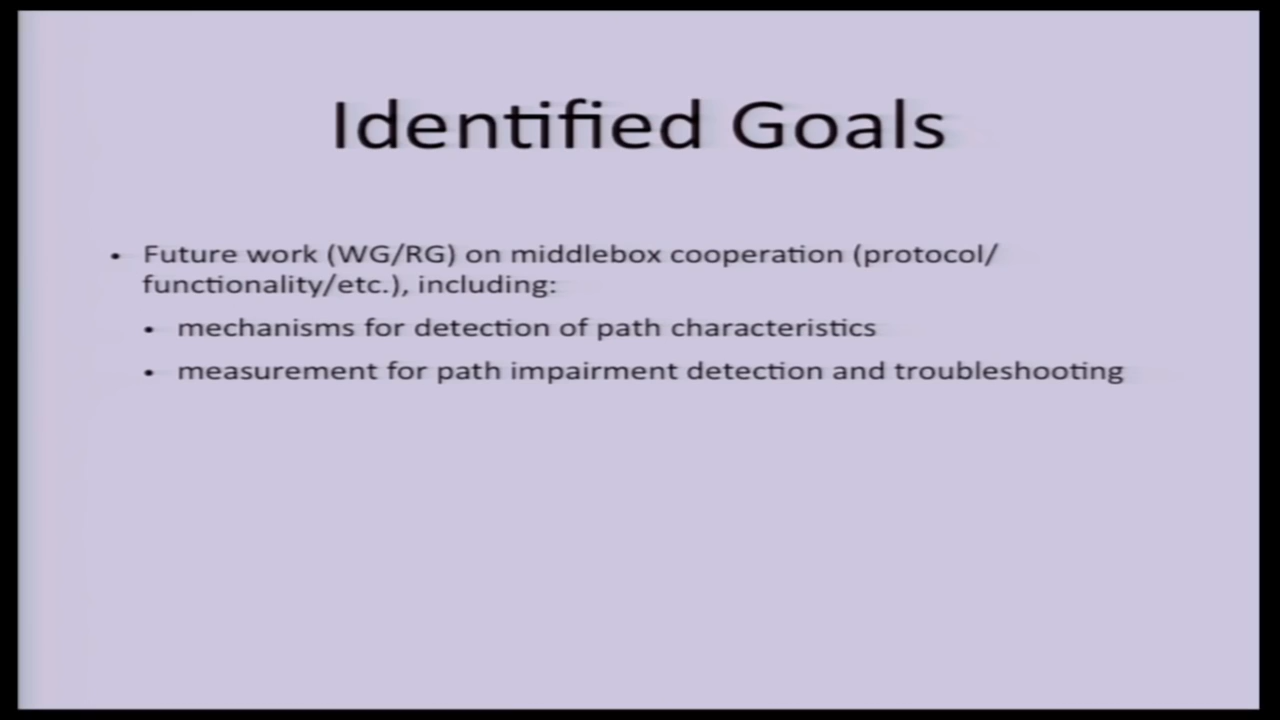 Identified Goals
• Future work (WG/RG) on middlebox cooperation (protocol/
functionality/etc.), including:
• mechanisms for detection of path characteristics
• measurement for path impairment detection and troubleshooting